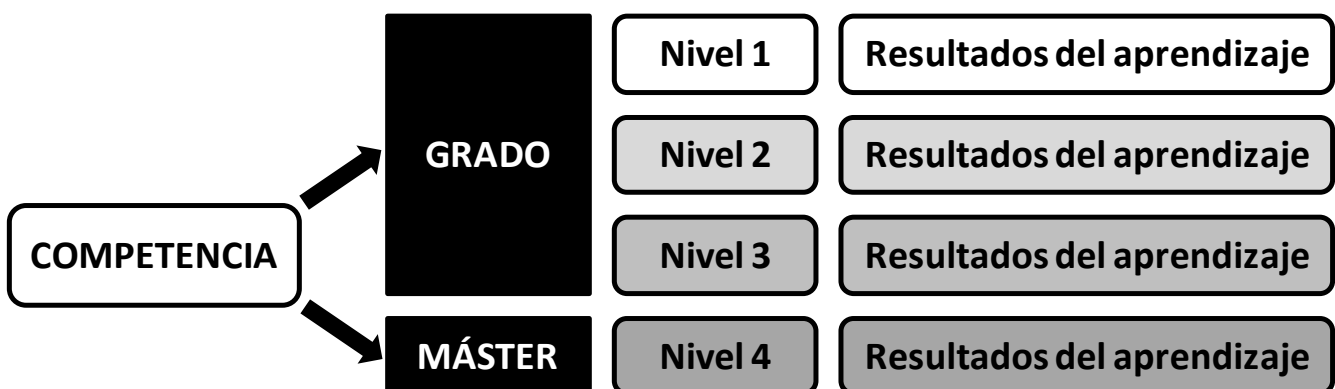 Nivel 1 Resultados del aprendizaje
GRADO Nivel 2 Resultados del aprendizaje
COMPETENCIA Nivel 3 Resultados del aprendizaje
MÁSTER Nivel 4 Resultados del aprendizaje